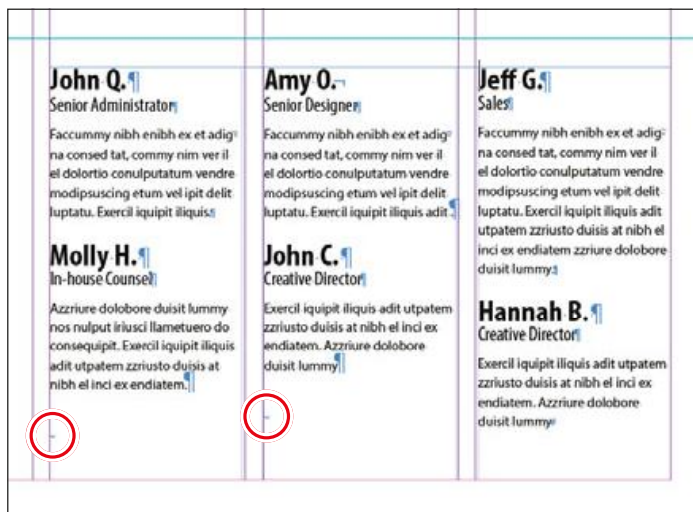 John Q.
Senior Administrator
Faccummy nibh enibh ex et adig-
na consed tat, commy nim ver il
el dolortio conulputatum vendre
modipsuscing etum vel ipit delit
luptatu. Exercil iquipit iliquis.
Molly H.
In-house Counsel
Azzriure dolobore duisit lummy
nos nulput iriusci llametuero do
consequipit. Exercil iquipit iliquis
adit utpatem zzriusto duisis at
nibh el inci ex endiatem.
Amy O.
Senior Designer
Faccummy nibh enibh ex et adig-
na consed tat, commy nim ver il
el dolortio conulputatum vendre
modipsuscing etum vel ipit delit
luptatu. Exercil iquipit iliquis adit .
John C.
Creative Director
Exercil iquipit iliquis adit utpatem
zzriusto duisis at nibh el inci ex
endiatem. Azzriure dolobore
duisit lummy
Jeff G.
Sales
Faccummy nibh enibh ex et adig-
na consed tat, commy nim ver il
el dolortio conulputatum vendre
modipsuscing etum vel ipit delit
luptatu. Exercil iquipit iliquis adit
utpatem zzriusto duisis at nibh el
inci ex endiatem zzriure dolobore
duisit lummy.
Hannah B.
Creative Director
Exercil iquipit iliquis adit utpatem
zzriusto duisis at nibh el inci ex
endiatem. Azzriure dolobore
duisit lummy